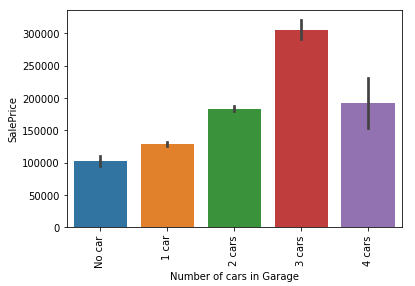 300000
250000
200000
150000
100000
50000
0
SalePrice
No car
1 car
2 cars
3 cars
4 cars
Number of cars in Garage